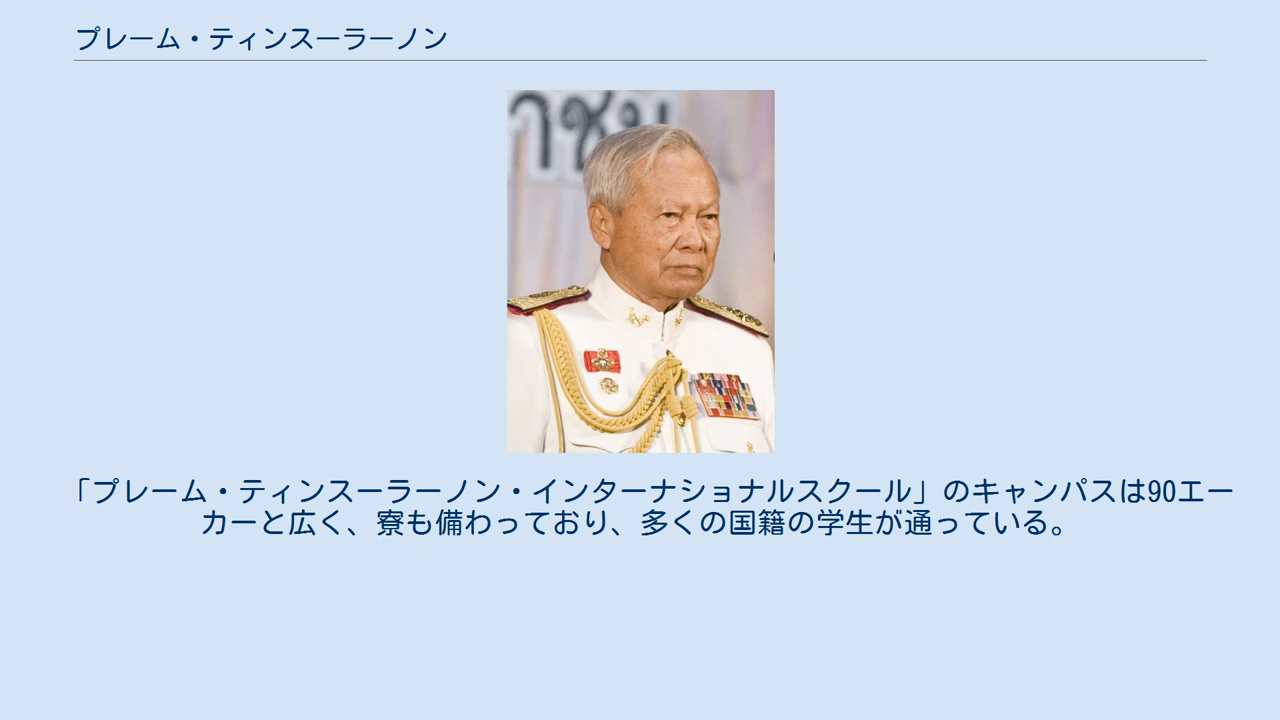 プレーム・ティンスーラーノン
าชม
「プレーム・ティンスーラーノン・インターナショナルスクール」のキャンパスは90エー
カーと広く、寮も備わっており、多くの国籍の学生が通っている。